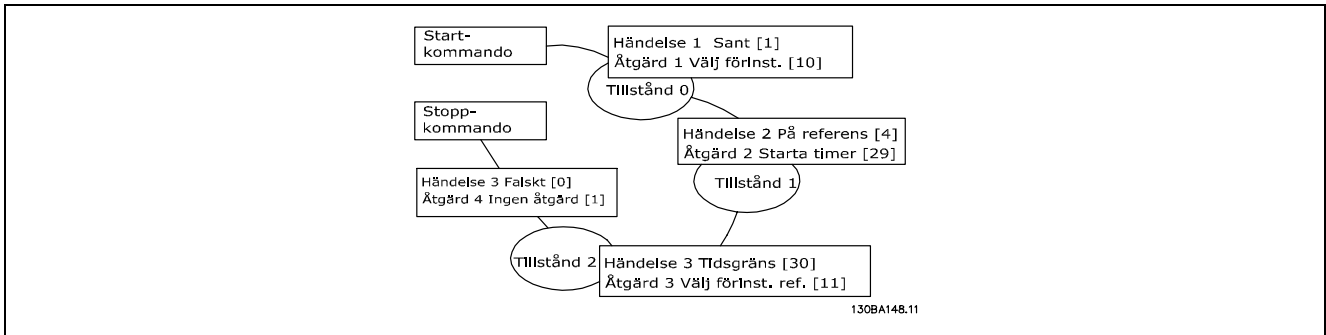 Start-
kommando
Händelse 1 Sant [1]
Åtgärd 1 Välj förinst. [10]
Tillstånd 0
Stopp-
kommando
Händelse 2 På referens [4]
Åtgärd 2 Starta timer [29]
Tillstånd 1
Händelse 3 Falskt [0]
Åtgärd 4 Ingen åtgärd [1]
Tillstånd 2
Händelse 3 Tidsgräns [30]
Åtgärd 3 Välj förinst. ref. [11]
130BA148.11